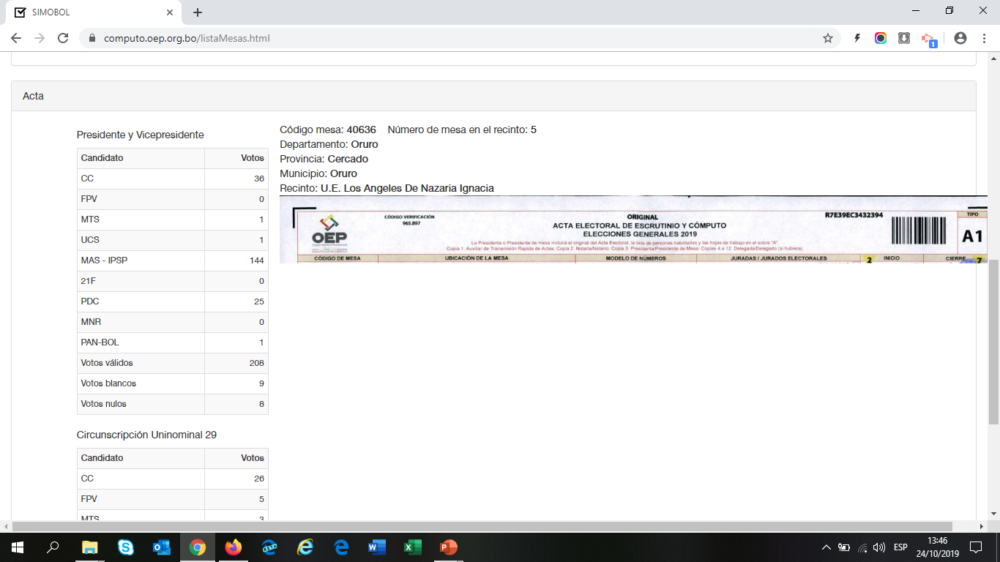 SIMOBOL
computo.oep.org.bo/listaMesas.html
1
Acta
Presidente y Vicepresidente
Candidato Votos
CC 36
FPV 0
MTS 1
UCS 1
MAS - IPSP 144
21F 0
PDC 25
MNR 0
PAN-BOL 1
Votos válidos 208
Votos blancos 9
Votos nulos 8
Circunscripción Uninominal 29
Candidato Votos
CC 26
FPV 5
MTS 3
Código mesa: 40636 Número de mesa en el recinto: 5
Departamento: Oruro
Provincia: Cercado
Municipio: Oruro
Recinto: U.E. Los Angeles De Nazaria Ignacia
OEP
CÓDIGO VERIFICACIÓN
965.897
ORIGINAL
ACTA ELECTORAL DE ESCRUTINIO Y CÓMPUTO
ELECCIONES GENERALES 2019
La Presidenta o Presidente de mesa incluirá el original del Acta Electoral, la lista de personas habilitadas y las hojas de trabajo en el sobre "A".
Copia 1: Auxiliar de Transmisión Rápida de Actas. Copia 2: Notaria/Notario. Copia 3: Presidenta/Presidente de Mesa. Copias 4 a 12: Delegada/Delegado (si hubiera).
R7E39EC3432394
TIPO
A1
CÓDIGO DE MESA UBICACIÓN DE LA MESA MODELO DE NÚMEROS JURADAS / JURADOS ELECTORALES 2 INICIO CIERRE 7
BETA
ESP
13:46
24/10/2019